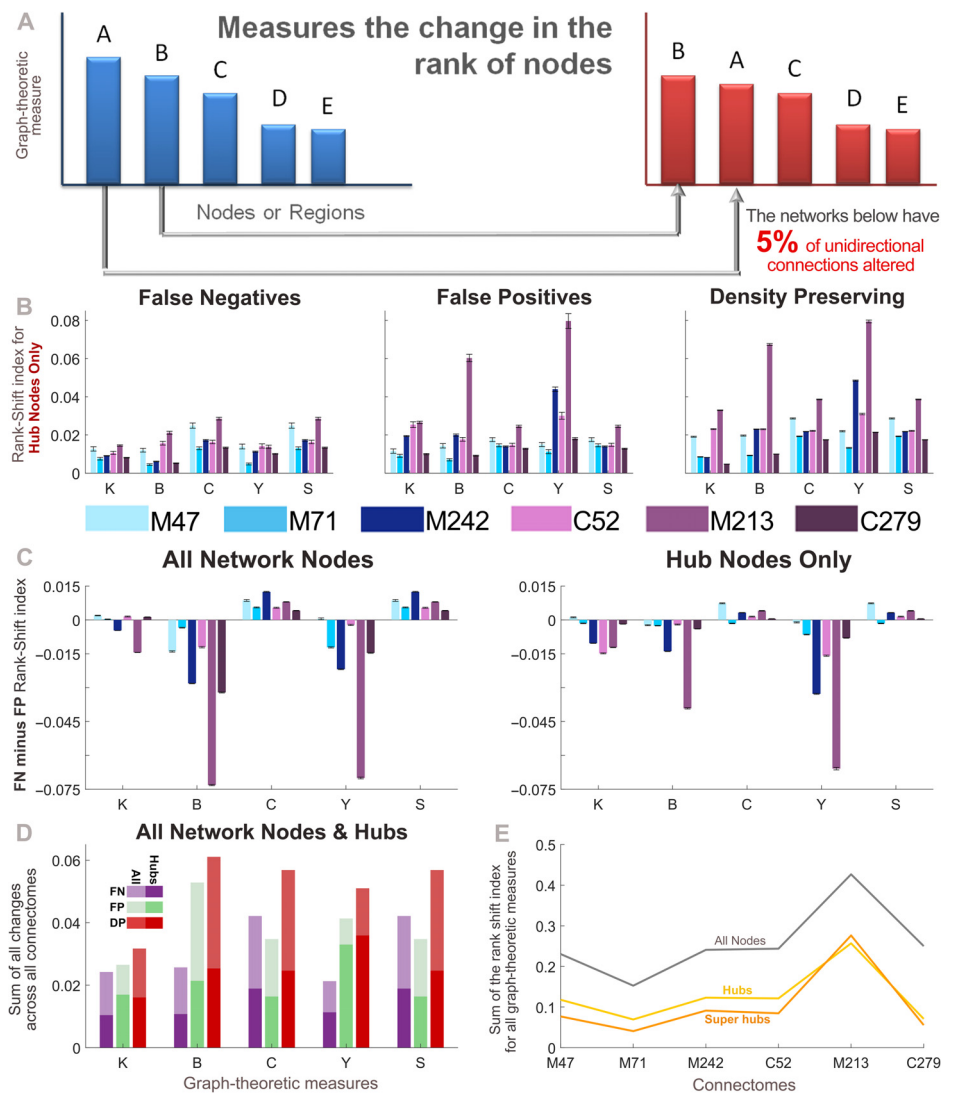 A
Measures the change in the
rank of nodes
Graph-theoretic
measure
A
B
C
D
E
B
A
C
D
E
Nodes or Regions
The networks below have
5% of unidirectional
connections altered
B
False Negatives
False Positives
Density Preserving
Rank-Shift index for
Hub Nodes Only
0.08
0.06
0.04
0.02
0
K B C Y S
K B C Y S
K B C Y S
M47 M71 M242 C52 M213 C279
C
All Network Nodes
Hub Nodes Only
FN minus FP Rank-Shift index
0.015
0
−0.015
−0.045
−0.075
K B C Y S
0.015
0
−0.015
−0.045
−0.075
K B C Y S
D
All Network Nodes & Hubs
Sum of all changes
across all connectomes
0.06
0.04
0.02
0
All
Hubs
FN
FP
DP
K B C Y S
Graph-theoretic measures
E
Sum of the rank shift index
for all graph-theoretic measures
0.5
0.4
0.3
0.2
0.1
0
All Nodes
Hubs
Super hubs
M47 M71 M242 C52 M213 C279
Connectomes